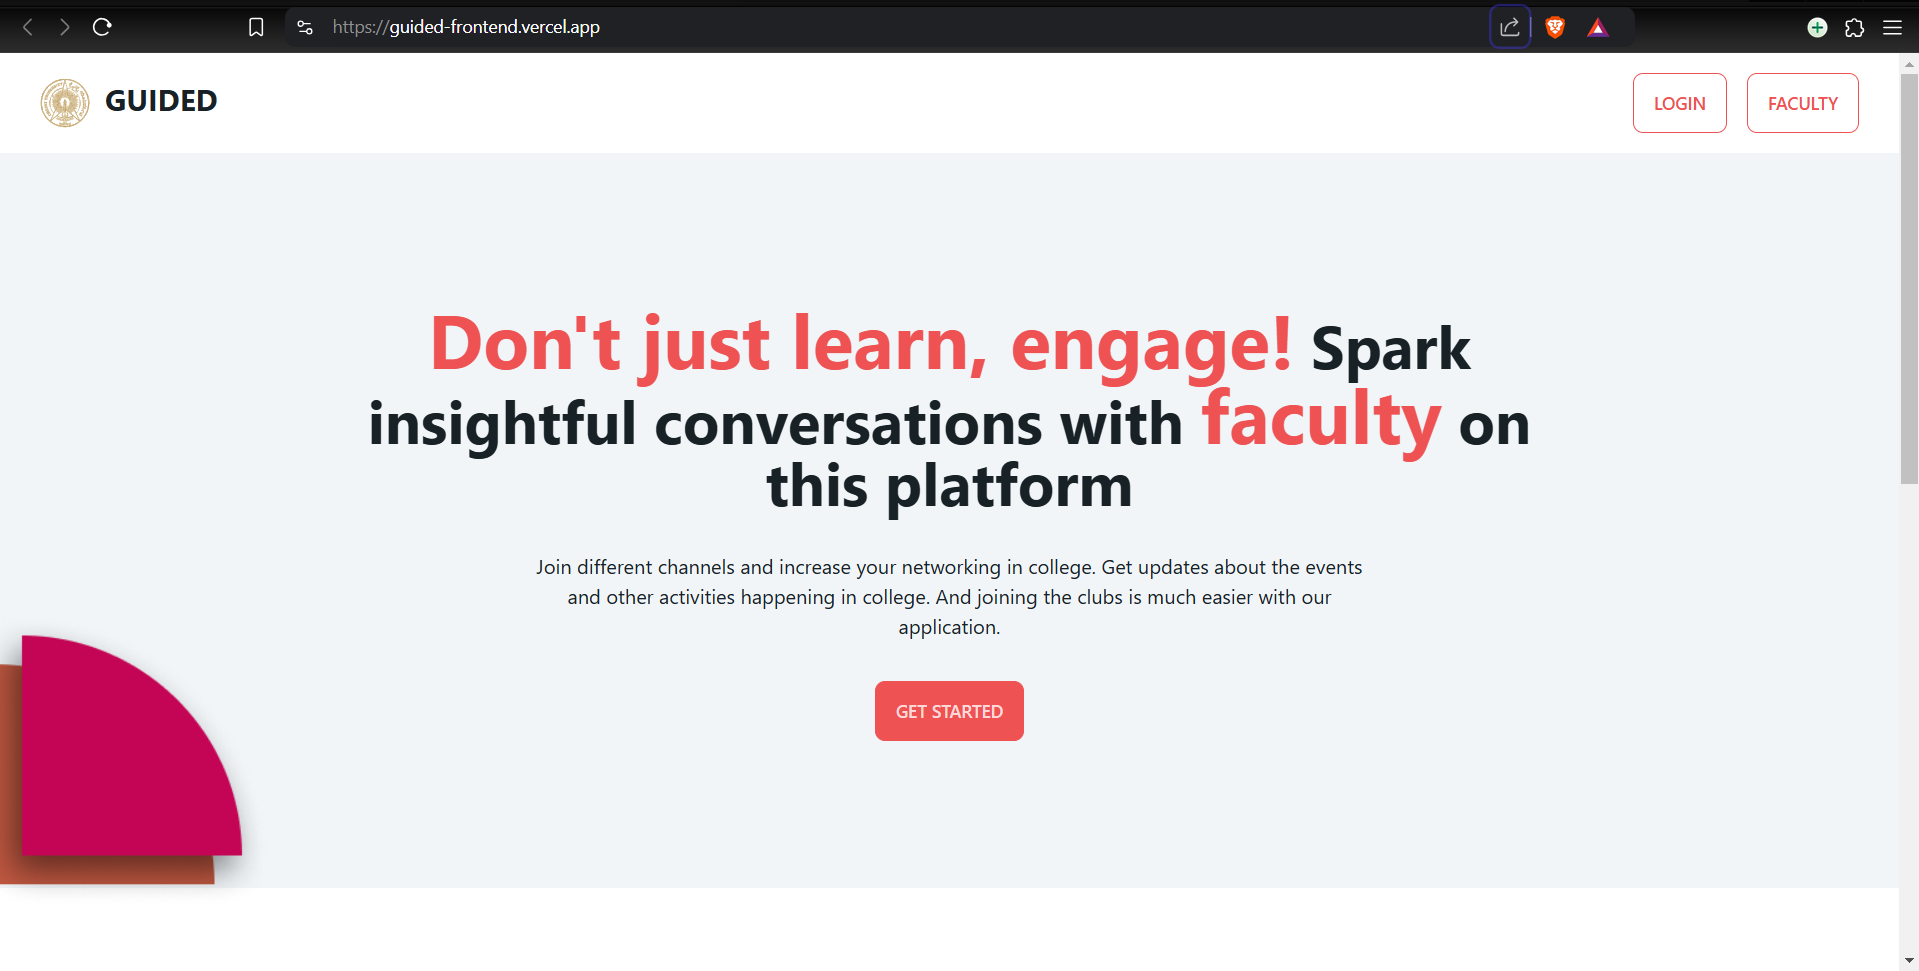 https://guided-frontend.vercel.app
GUIDED
LOGIN
FACULTY
Don't just learn, engage! Spark
insightful conversations with faculty on
this platform
Join different channels and increase your networking in college. Get updates about the events
and other activities happening in college. And joining the clubs is much easier with our
application.
GET STARTED